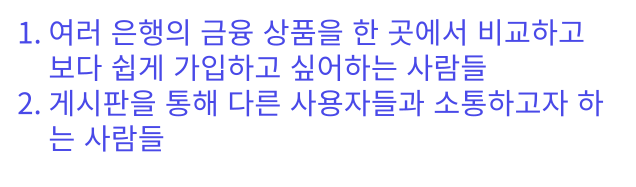 1. 여러 은행의 금융 상품을 한 곳에서 비교하고
보다 쉽게 가입하고 싶어하는 사람들
2. 게시판을 통해 다른 사용자들과 소통하고자 하
는 사람들